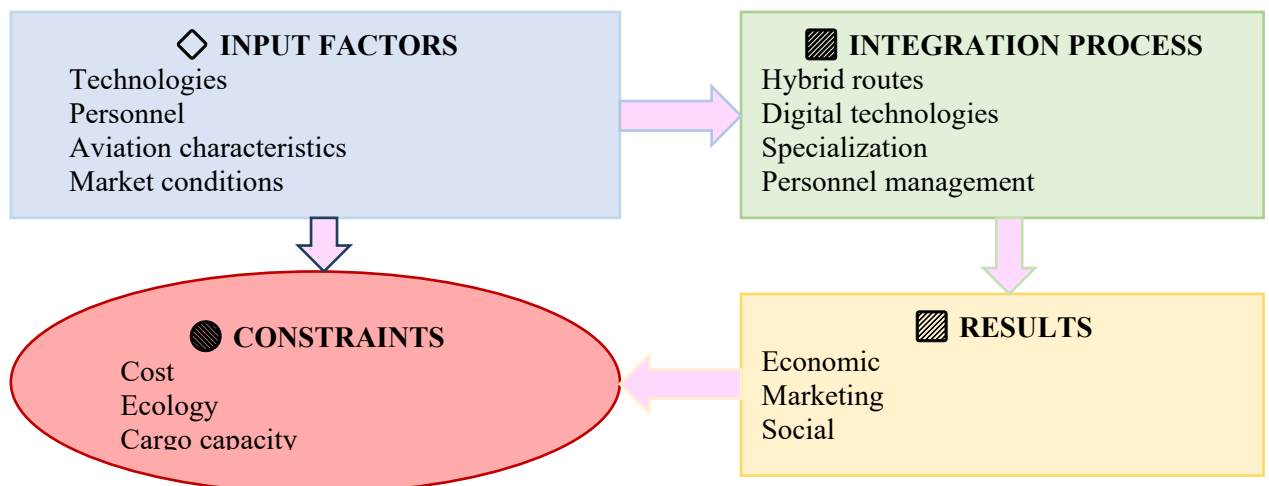 INPUT FACTORS
Technologies
Personnel
Aviation characteristics
Market conditions
INTEGRATION PROCESS
Hybrid routes
Digital technologies
Specialization
Personnel management
CONSTRAINTS
Cost
Ecology
Cargo capacity
RESULTS
Economic
Marketing
Social